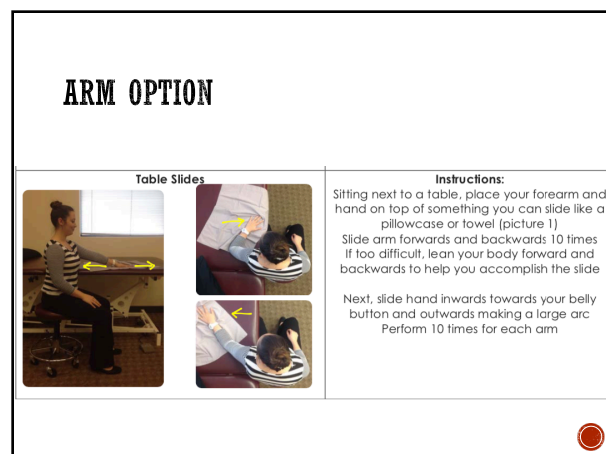 ARM OPTION
Table Slides
Instructions:
Sitting next to a table, place your forearm and
hand on top of something you can slide like a
pillowcase or towel (picture 1)
Slide arm forwards and backwards 10 times
If too difficult, lean your body forward and
backwards to help you accomplish the slide
Next, slide hand inwards towards your belly
button and outwards making a large arc
Perform 10 times for each arm